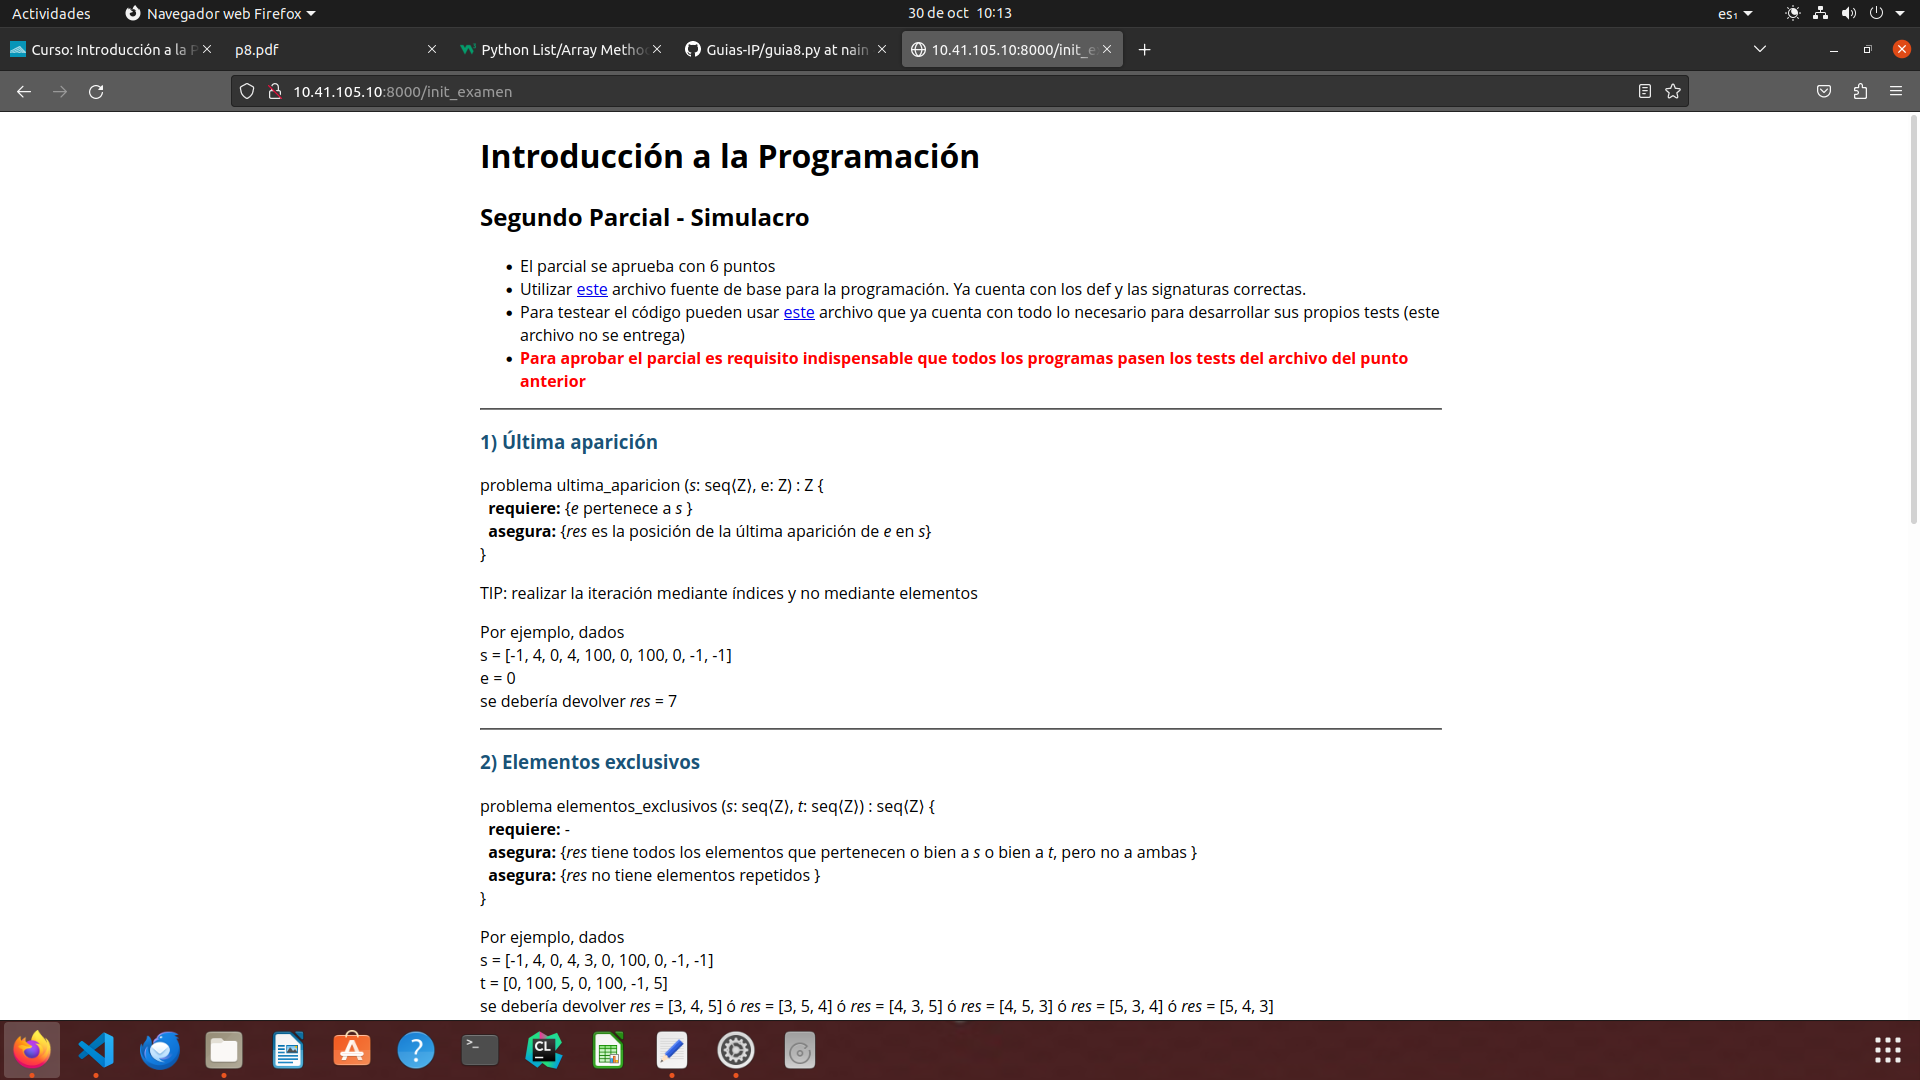 Actividades
Navegador web Firefox
30 de oct 10:13
es₁
Curso: Introducción a la P
p8.pdf
Python List/Array Metho
Guias-IP/guia8.py at nain
10.41.105.10:8000/init_e
10.41.105.10:8000/init_examen
Introducción a la Programación
Segundo Parcial - Simulacro
• El parcial se aprueba con 6 puntos
• Utilizar este archivo fuente de base para la programación. Ya cuenta con los def y las signaturas correctas.
• Para testear el código pueden usar este archivo que ya cuenta con todo lo necesario para desarrollar sus propios tests (este
archivo no se entrega)
• Para aprobar el parcial es requisito indispensable que todos los programas pasen los tests del archivo del punto
anterior
1) Última aparición
problema ultima_aparicion (s: seq⟨Z⟩, e: Z) : Z {
requiere: {e pertenece a s }
asegura: {res es la posición de la última aparición de e en s}
}
TIP: realizar la iteración mediante índices y no mediante elementos
Por ejemplo, dados
s = [-1, 4, 0, 4, 100, 0, 100, 0, -1, -1]
e = 0
se debería devolver res = 7
2) Elementos exclusivos
problema elementos_exclusivos (s: seq⟨Z⟩, t: seq⟨Z⟩) : seq⟨Z⟩ {
requiere: -
asegura: {res tiene todos los elementos que pertenecen o bien a s o bien a t, pero no a ambas }
asegura: {res no tiene elementos repetidos }
}
Por ejemplo, dados
s = [-1, 4, 0, 4, 3, 0, 100, 0, -1, -1]
t = [0, 100, 5, 0, 100, -1, 5]
se debería devolver res = [3, 4, 5] ó res = [3, 5, 4] ó res = [4, 3, 5] ó res = [4, 5, 3] ó res = [5, 3, 4] ó res = [5, 4, 3]
CL